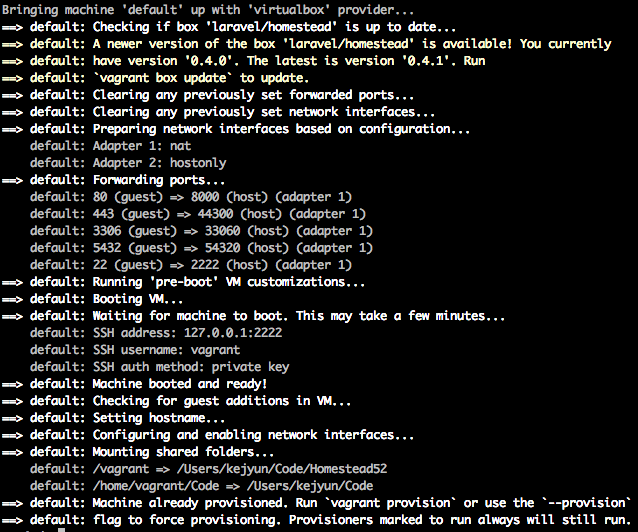 Bringing machine 'default' up with 'virtualbox' provider...
==> default: Checking if box 'laravel/homestead' is up to date...
==> default: A newer version of the box 'laravel/homestead' is available! You currently
==> default: have version '0.4.0'. The latest is version '0.4.1'. Run
==> default: `vagrant box update` to update.
==> default: Clearing any previously set forwarded ports...
==> default: Clearing any previously set network interfaces...
==> default: Preparing network interfaces based on configuration...
    default: Adapter 1: nat
    default: Adapter 2: hostonly
==> default: Forwarding ports...
    default: 80 (guest) => 8000 (host) (adapter 1)
    default: 443 (guest) => 44300 (host) (adapter 1)
    default: 3306 (guest) => 33060 (host) (adapter 1)
    default: 5432 (guest) => 54320 (host) (adapter 1)
    default: 22 (guest) => 2222 (host) (adapter 1)
==> default: Running 'pre-boot' VM customizations...
==> default: Booting VM...
==> default: Waiting for machine to boot. This may take a few minutes...
    default: SSH address: 127.0.0.1:2222
    default: SSH username: vagrant
    default: SSH auth method: private key
==> default: Machine booted and ready!
==> default: Checking for guest additions in VM...
==> default: Setting hostname...
==> default: Configuring and enabling network interfaces...
==> default: Mounting shared folders...
    default: /vagrant => /Users/kejyun/Code/Homestead52
    default: /home/vagrant/Code => /Users/kejyun/Code
==> default: Machine already provisioned. Run `vagrant provision` or use the `--provision`
==> default: flag to force provisioning. Provisioners marked to run always will still run.